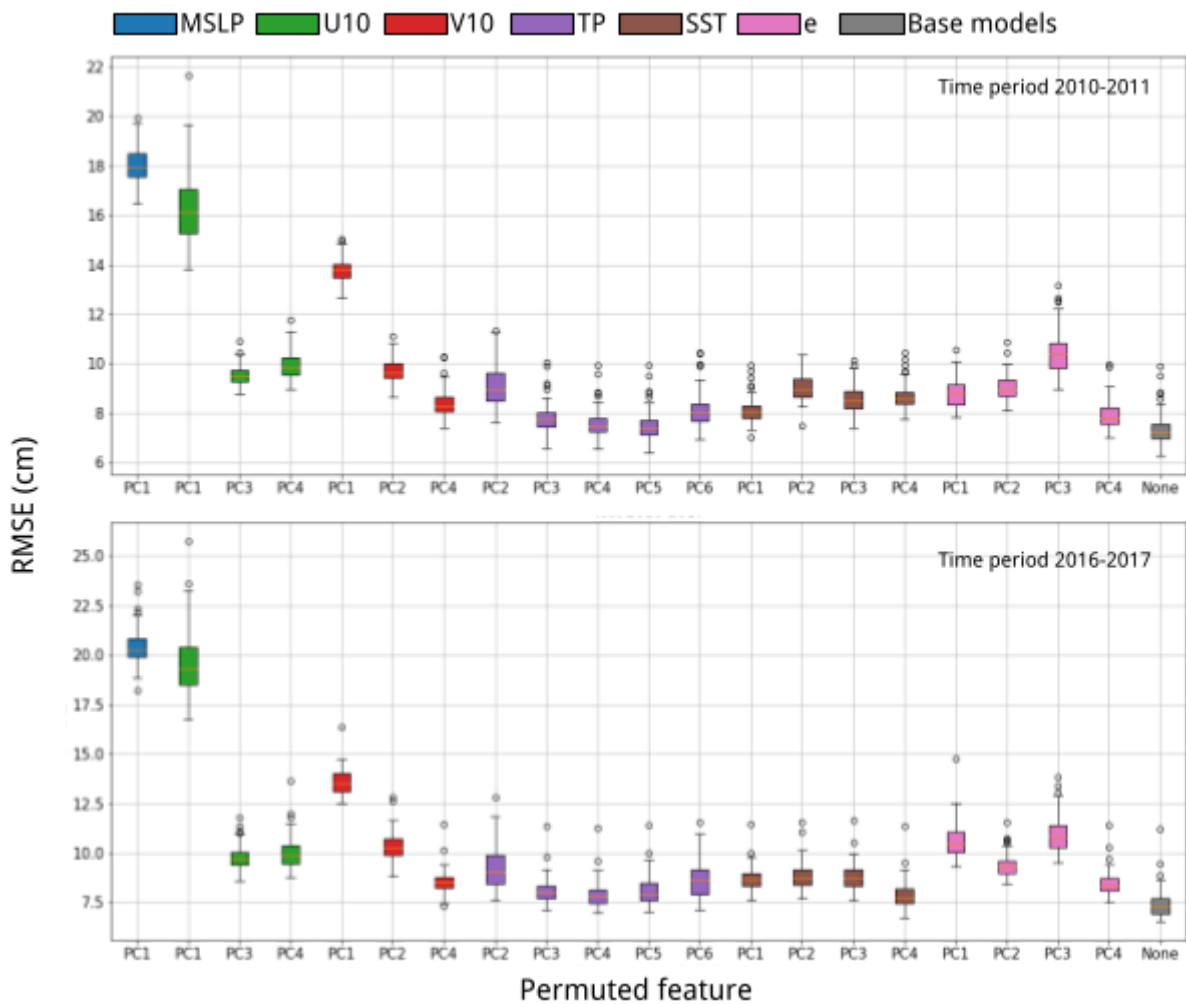 MSLP U10 V10 TP SST e Base models
Time period 2010-2011
22
20
18
16
14
12
10
8
6
PC1 PC1 PC3 PC4 PC1 PC2 PC4 PC2 PC3 PC4 PC5 PC6 PC1 PC2 PC3 PC4 PC1 PC2 PC3 PC4 None
RMSE (cm)
Time period 2016-2017
25.0
22.5
20.0
17.5
15.0
12.5
10.0
7.5
PC1 PC1 PC3 PC4 PC1 PC2 PC4 PC2 PC3 PC4 PC5 PC6 PC1 PC2 PC3 PC4 PC1 PC2 PC3 PC4 None
Permuted feature